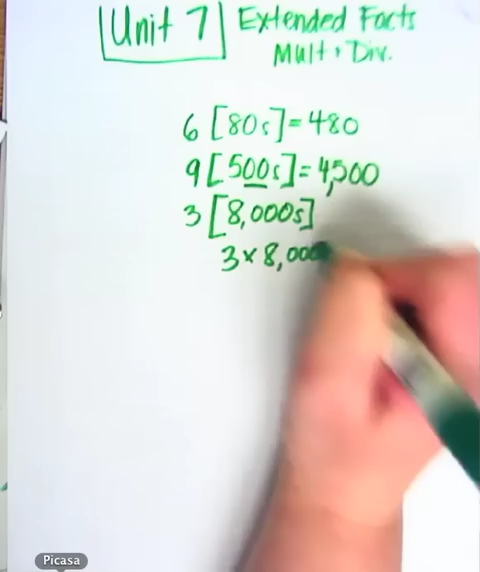 Unit 7 Extended Facts
Mult + Div.
6 [80s] = 480
9 [500s] = 4,500
3 [8,000s]
3 × 8,000
Picasa